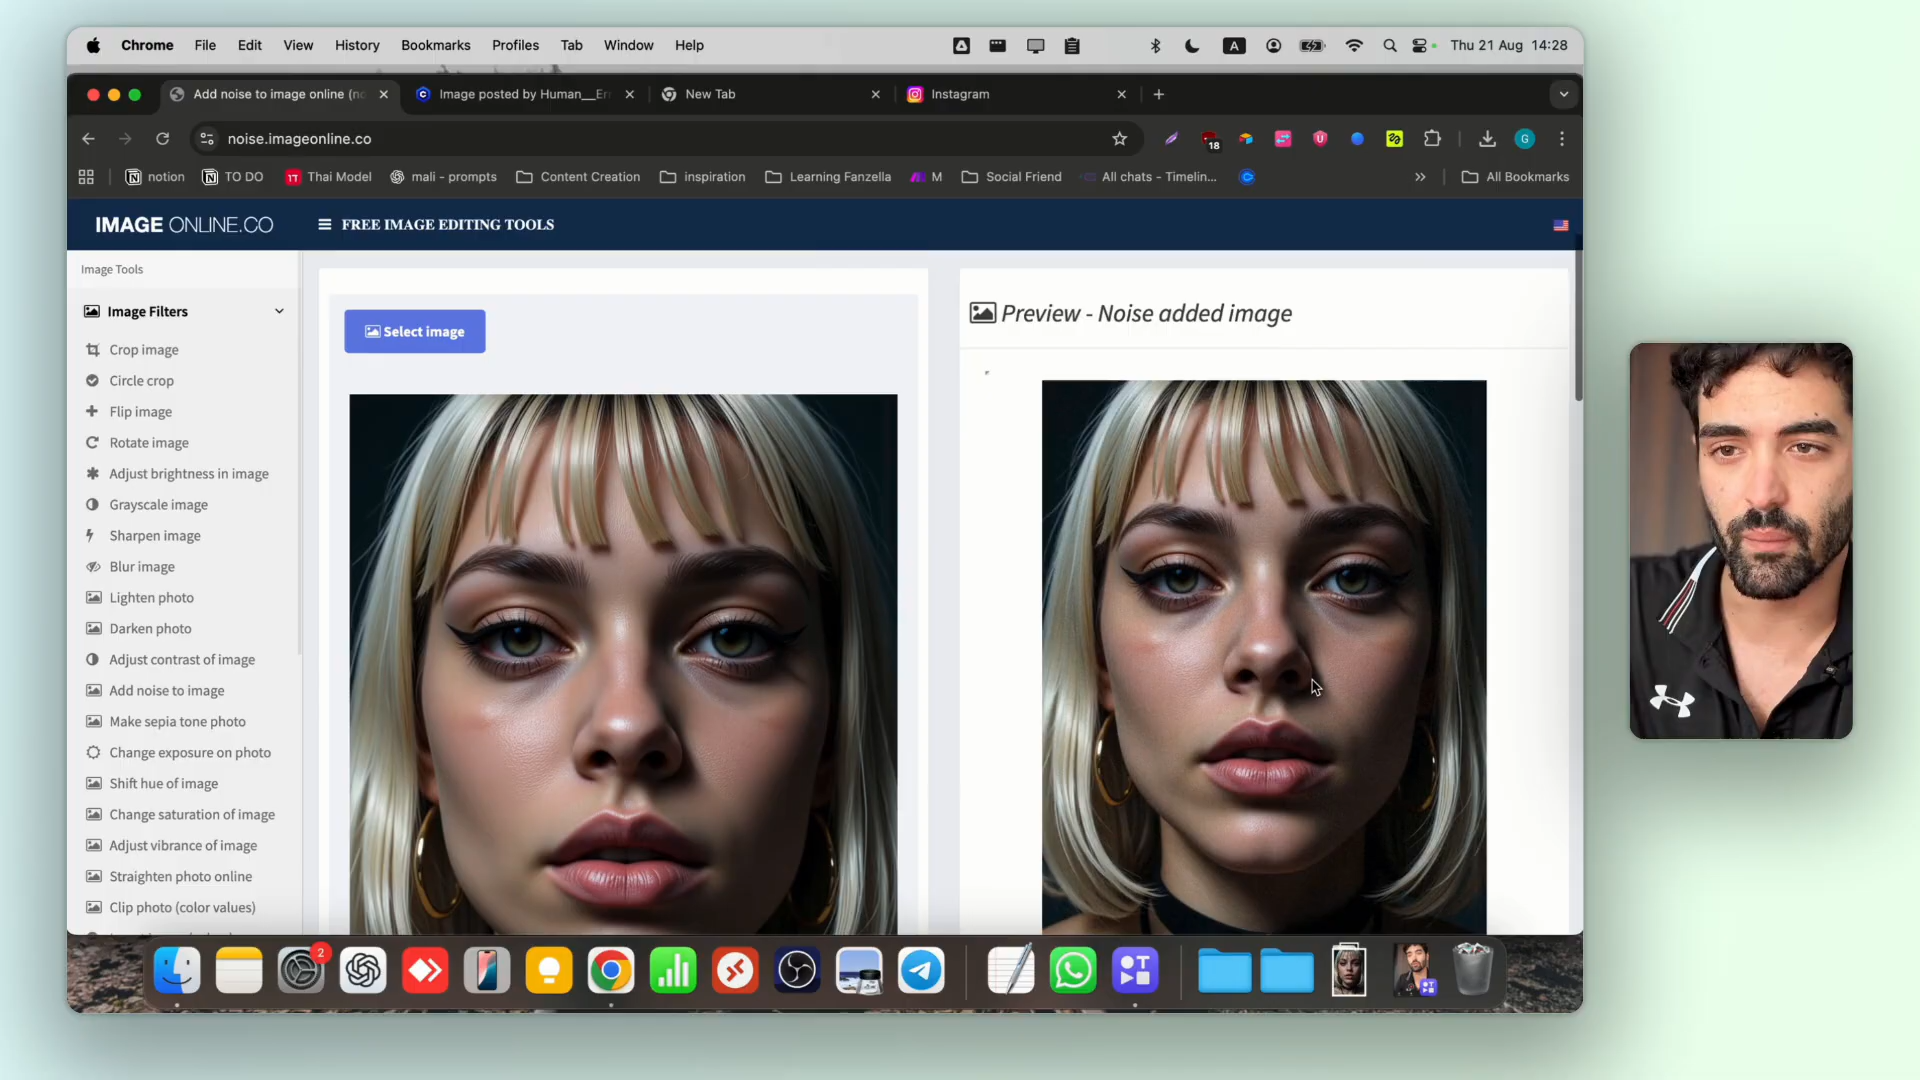 Chrome File Edit View History Bookmarks Profiles Tab Window Help A Thu 21 Aug 14:28
Add noise to image online (no Image posted by Human__Er New Tab Instagram
noise.imageonline.co 18 G
notion TO DO Thai Model mali - prompts Content Creation inspiration Learning Fanzella M Social Friend All chats - Timelin... All Bookmarks
IMAGE ONLINE.CO FREE IMAGE EDITING TOOLS
Image Tools
Image Filters
Crop image
Circle crop
Flip image
Rotate image
Adjust brightness in image
Grayscale image
Sharpen image
Blur image
Lighten photo
Darken photo
Adjust contrast of image
Add noise to image
Make sepia tone photo
Change exposure on photo
Shift hue of image
Change saturation of image
Adjust vibrance of image
Straighten photo online
Clip photo (color values)
Select image
Preview - Noise added image
2